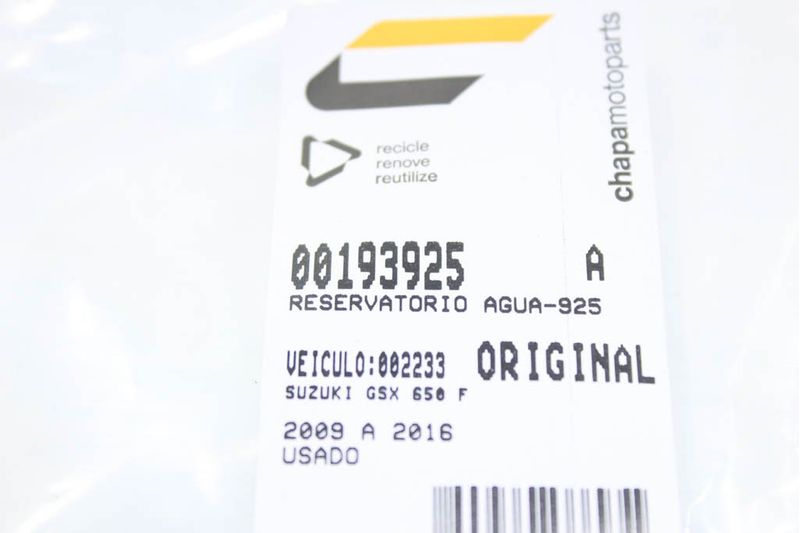 chapamotoparts
recicle
renove
reutilize
00193925 A
RESERVATORIO AGUA-925
VEICULO:002233 ORIGINAL
SUZUKI GSX 650 F
2009 A 2016
USADO